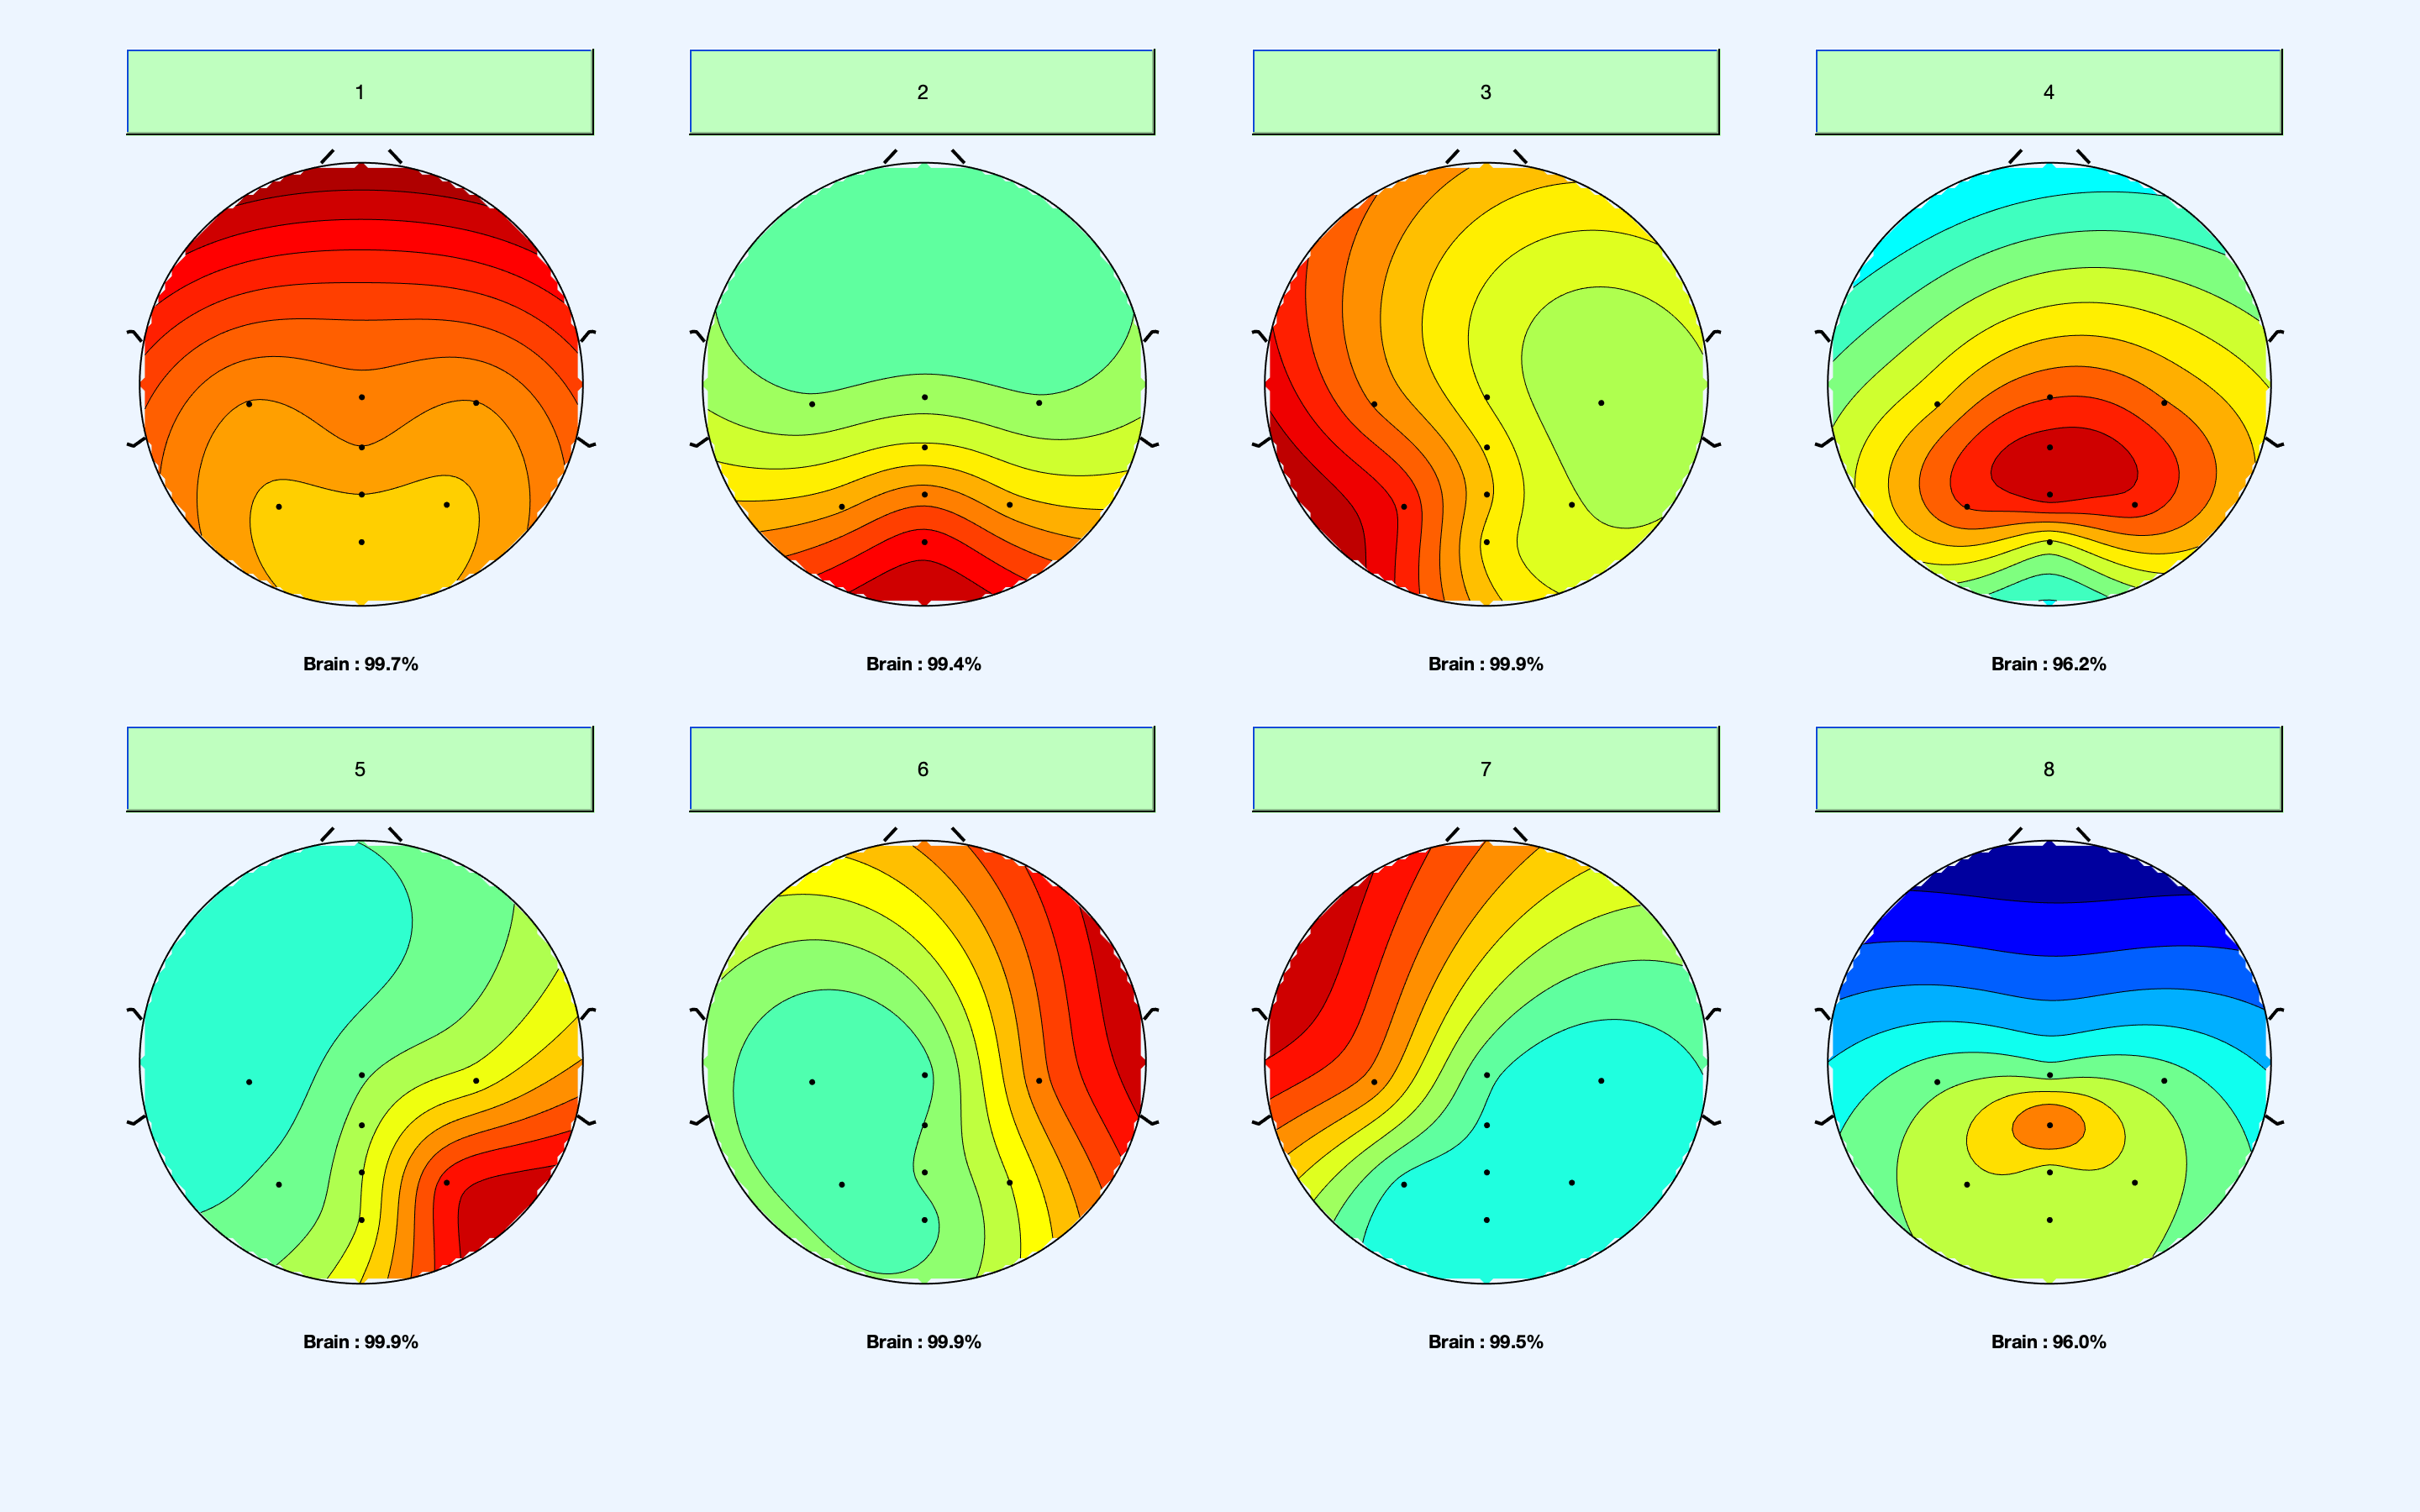 1
2
3
4
Brain : 99.7%
Brain : 99.4%
Brain : 99.9%
Brain : 96.2%
5
6
7
8
Brain : 99.9%
Brain : 99.9%
Brain : 99.5%
Brain : 96.0%